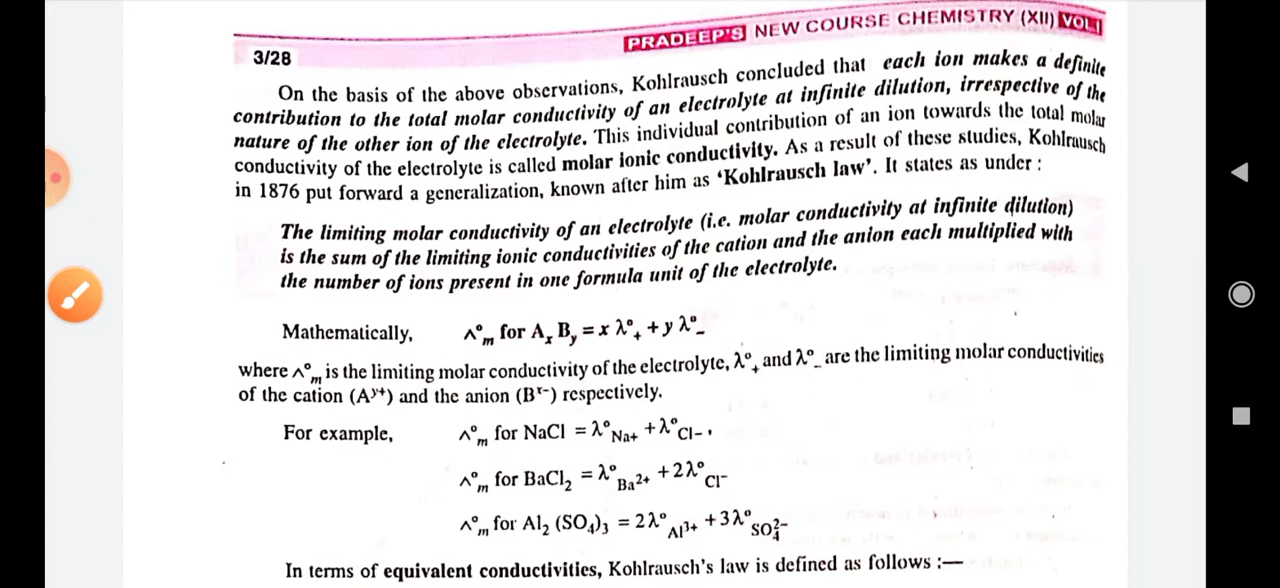 PRADEEP'S NEW COURSE CHEMISTRY (XII) VOL I
3/28
On the basis of the above observations, Kohlrausch concluded that each ion makes a definite
contribution to the total molar conductivity of an electrolyte at infinite dilution, irrespective of the
nature of the other ion of the electrolyte. This individual contribution of an ion towards the total molar
conductivity of the electrolyte is called molar ionic conductivity. As a result of these studies, Kohlrausch
in 1876 put forward a generalization, known after him as 'Kohlrausch law'. It states as under :
The limiting molar conductivity of an electrolyte (i.e. molar conductivity at infinite dilution)
is the sum of the limiting ionic conductivities of the cation and the anion each multiplied with
the number of ions present in one formula unit of the electrolyte.
Mathematically, ∧°m for Ax By = x λ°+ + y λ°–
where ∧°m is the limiting molar conductivity of the electrolyte, λ°+ and λ°– are the limiting molar conductivities
of the cation (Aʸ⁺) and the anion (Bˣ⁻) respectively.
For example, ∧°m for NaCl = λ°Na+ + λ°Cl– ,
∧°m for BaCl₂ = λ°Ba²⁺ + 2λ°Cl⁻
∧°m for Al₂ (SO₄)₃ = 2λ°Al³⁺ + 3λ°SO₄²⁻
In terms of equivalent conductivities, Kohlrausch's law is defined as follows :—